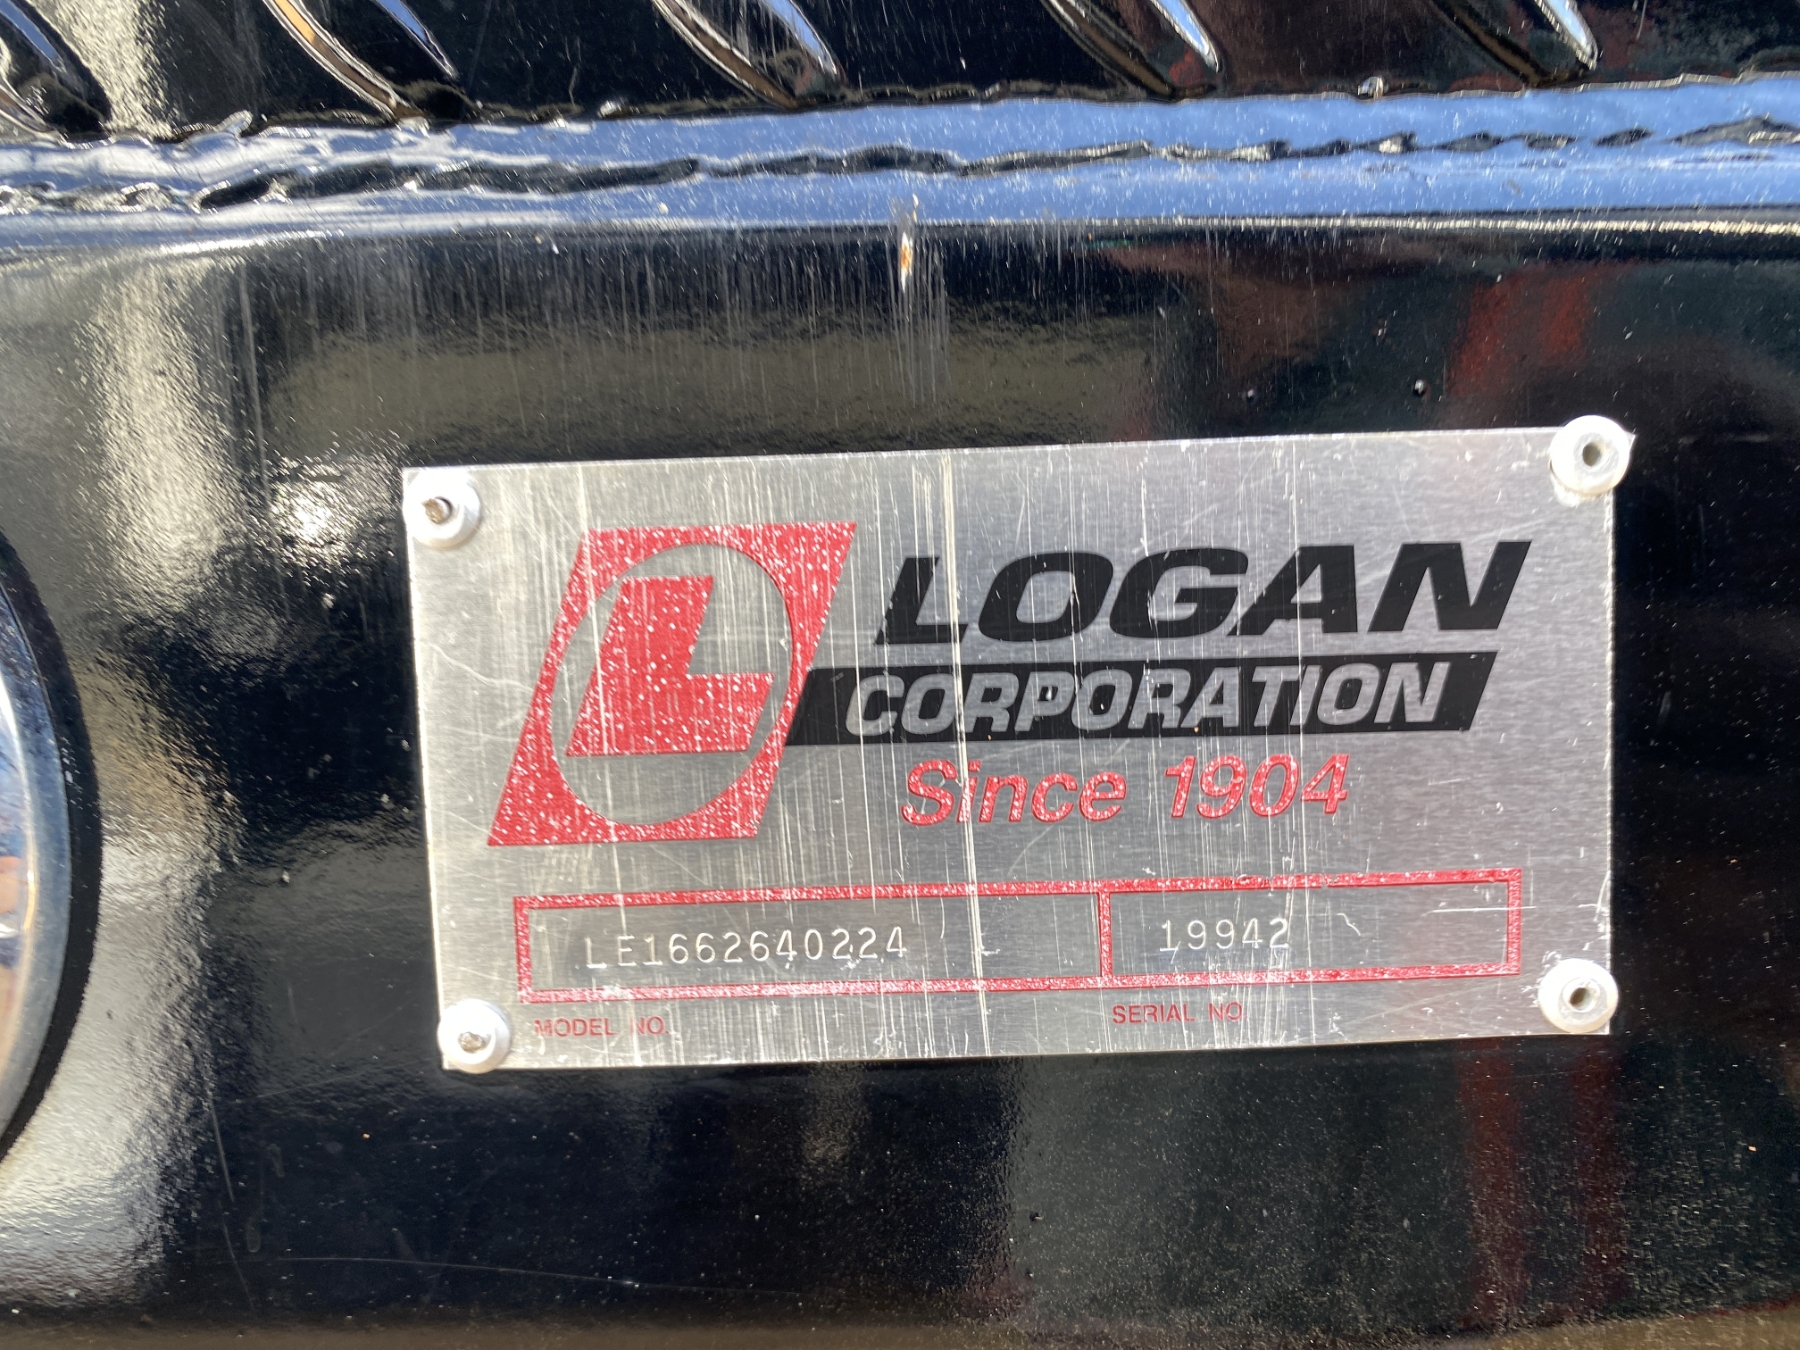 L
LOGAN
CORPORATION
Since 1904
LE1662640224 19942
MODEL NO. SERIAL NO.